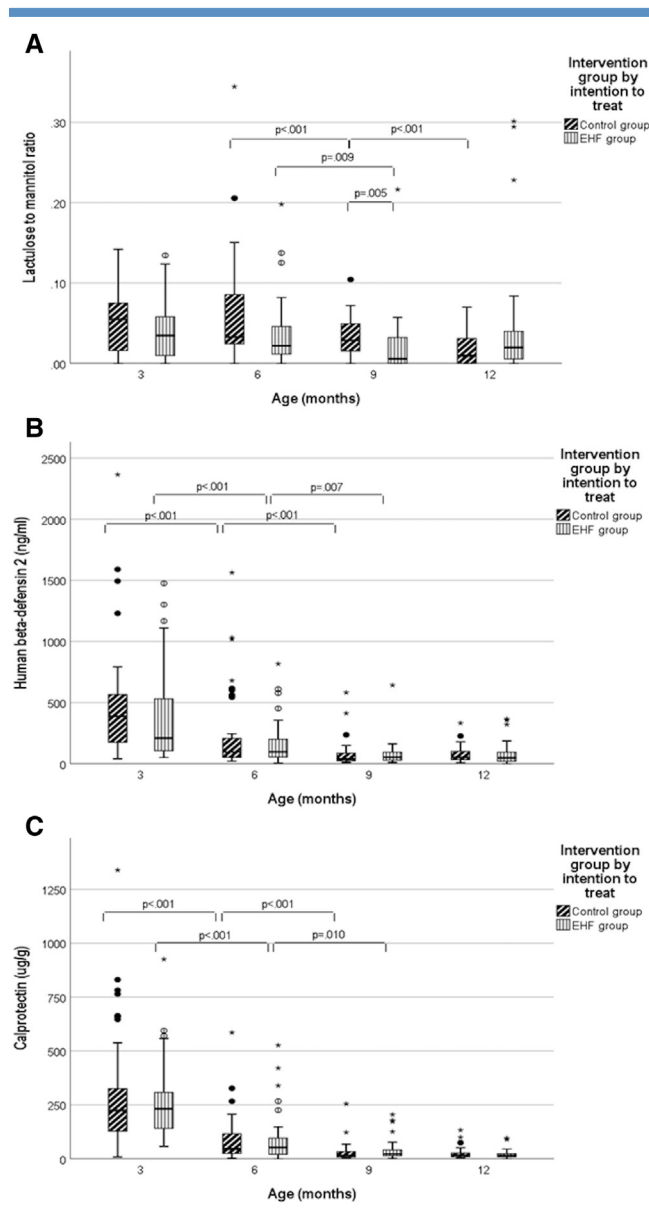 A
Intervention
group by
intention to
treat
Control group
EHF group
Lactulose to mannitol ratio
.30
.20
.10
.00
p<.001
p<.001
p=.009
p=.005
3
6
9
12
Age (months)
B
Intervention
group by
intention to
treat
Control group
EHF group
Human beta-defensin 2 (ng/ml)
2500
2000
1500
1000
500
0
p<.001
p=.007
p<.001
p<.001
3
6
9
12
Age (months)
C
Intervention
group by
intention to
treat
Control group
EHF group
Calprotectin (ug/g)
1250
1000
750
500
250
0
p<.001
p<.001
p<.001
p=.010
3
6
9
12
Age (months)